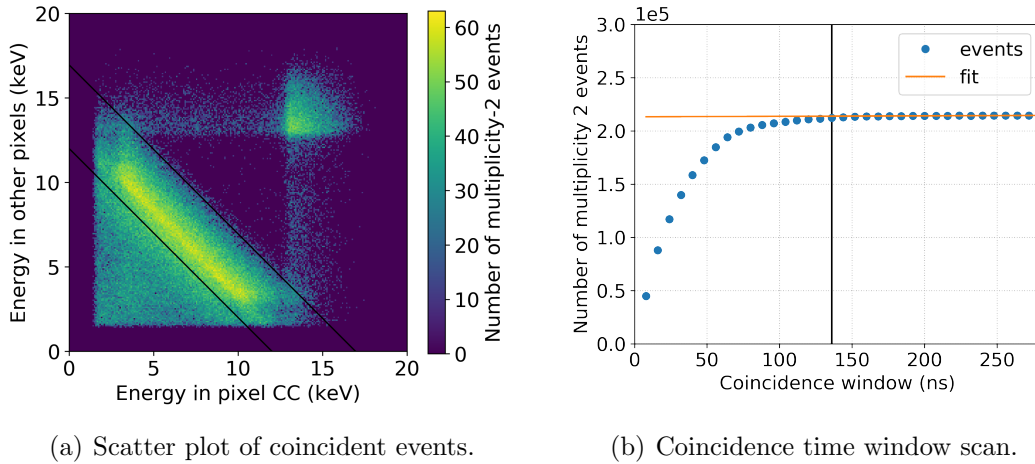 20
15
10
5
0
Energy in other pixels (keV)
0 5 10 15 20
Energy in pixel CC (keV)
60
50
40
30
20
10
0
Number of multiplicity-2 events
(a) Scatter plot of coincident events.
1e5
3.0
2.5
2.0
1.5
1.0
0.5
0.0
Number of multiplicity 2 events
events
fit
0 50 100 150 200 250
Coincidence window (ns)
(b) Coincidence time window scan.